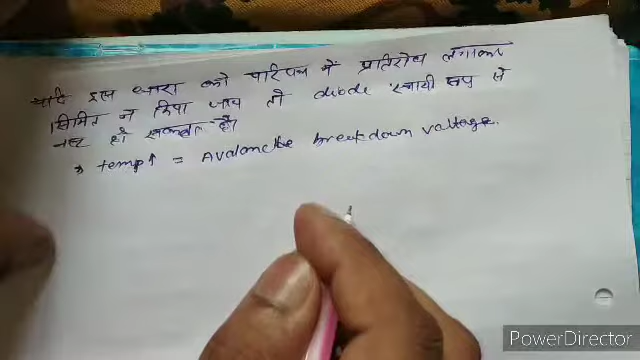 यदि इस धारा को परिपथ में प्रतिरोध लगाकर
सिमित न किया जाय तो diode स्थायी रूप से
नष्ट हो सकता है।
→ temp↑ = Avalanche breakdown voltage.
PowerDirector